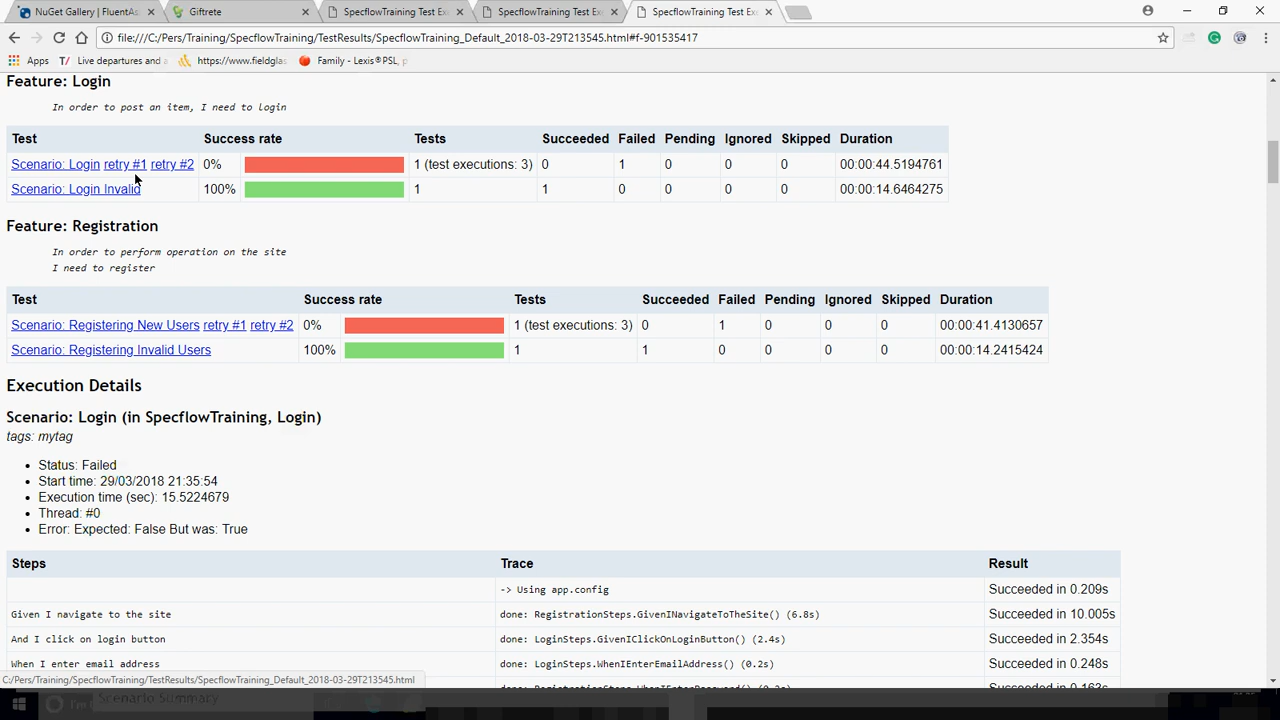 NuGet Gallery | FluentAs
Giftrete
SpecflowTraining Test Ex
SpecflowTraining Test Ex
SpecflowTraining Test Ex
file:///C:/Pers/Training/SpecflowTraining/TestResults/SpecflowTraining_Default_2018-03-29T213545.html#f-901535417
Apps
Live departures and a
https://www.fieldglas
Family - Lexis®PSL, p
Feature: Login
In order to post an item, I need to login
Test Success rate Tests Succeeded Failed Pending Ignored Skipped Duration
Scenario: Login retry #1 retry #2 0% 1 (test executions: 3) 0 1 0 0 0 00:00:44.5194761
Scenario: Login Invalid 100% 1 1 0 0 0 0 00:00:14.6464275
Feature: Registration
In order to perform operation on the site
I need to register
Test Success rate Tests Succeeded Failed Pending Ignored Skipped Duration
Scenario: Registering New Users retry #1 retry #2 0% 1 (test executions: 3) 0 1 0 0 0 00:00:41.4130657
Scenario: Registering Invalid Users 100% 1 1 0 0 0 0 00:00:14.2415424
Execution Details
Scenario: Login (in SpecflowTraining, Login)
tags: mytag
• Status: Failed
• Start time: 29/03/2018 21:35:54
• Execution time (sec): 15.5224679
• Thread: #0
• Error: Expected: False But was: True
Steps Trace Result
-> Using app.config Succeeded in 0.209s
Given I navigate to the site done: RegistrationSteps.GivenINavigateToTheSite() (6.8s) Succeeded in 10.005s
And I click on login button done: LoginSteps.GivenIClickOnLoginButton() (2.4s) Succeeded in 2.354s
When I enter email address done: LoginSteps.WhenIEnterEmailAddress() (0.2s) Succeeded in 0.248s
C:/Pers/Training/SpecflowTraining/TestResults/SpecflowTraining_Default_2018-03-29T213545.html
Scenario Summary